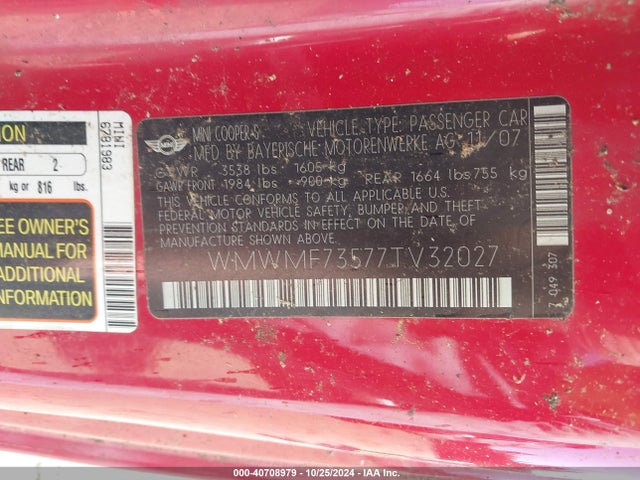 ION
REAR 2
kg or 816 lbs.
EE OWNER'S
MANUAL FOR
ADDITIONAL
INFORMATION
MINI
6781983
MINI
MINI COOPER-S VEHICLE TYPE: PASSENGER CAR
MFD BY BAYERISCHE MOTORENWERKE AG 11/07
GVWR 3538 lbs 1605 kg
GAWR FRONT 1984 lbs 900 kg REAR 1664 lbs 755 kg
THIS VEHICLE CONFORMS TO ALL APPLICABLE
FEDERAL MOTOR VEHICLE SAFETY, BUMPER AND THEFT
PREVENTION STANDARDS IN EFFECT ON THE DATE OF
MANUFACTURE SHOWN ABOVE.
WMWMF73577TV32027
7 049 307
000-40708979 • 10/25/2024 • IAA Inc.